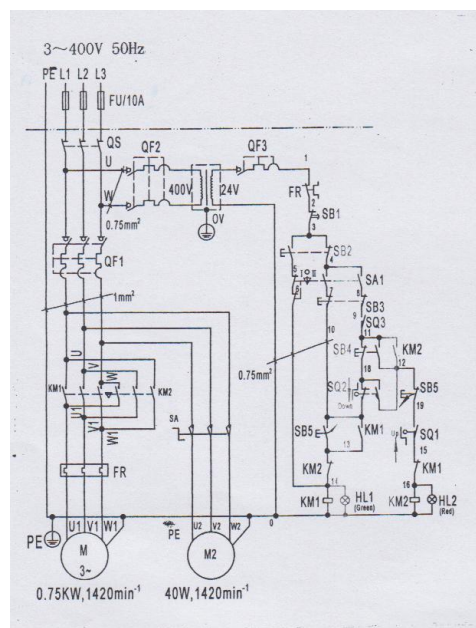 3～400V 50Hz
PE L1 L2 L3
FU/10A
QS
U
QF2
QF3
1
400V
24V
FR
W
2
SB1
0.75mm²
0V
3
SB2
4
QF1
SA1
5
6
7
8
SB3
1mm²
9
SQ3
10
11
U
V
W
0.75mm²
SB4
KM2
12
18
KM1
KM2
SQ2
SB5
Down
19
U1
V1
W1
SA
SB5
KM1
Up
SQ1
13
15
FR
KM2
KM1
14
16
KM1
HL1
(Green)
KM2
HL2
(Red)
U1 V1 W1
PE
U2 V2 W2
0
PE
M
3~
M2
0.75KW,1420min⁻¹
40W,1420min⁻¹